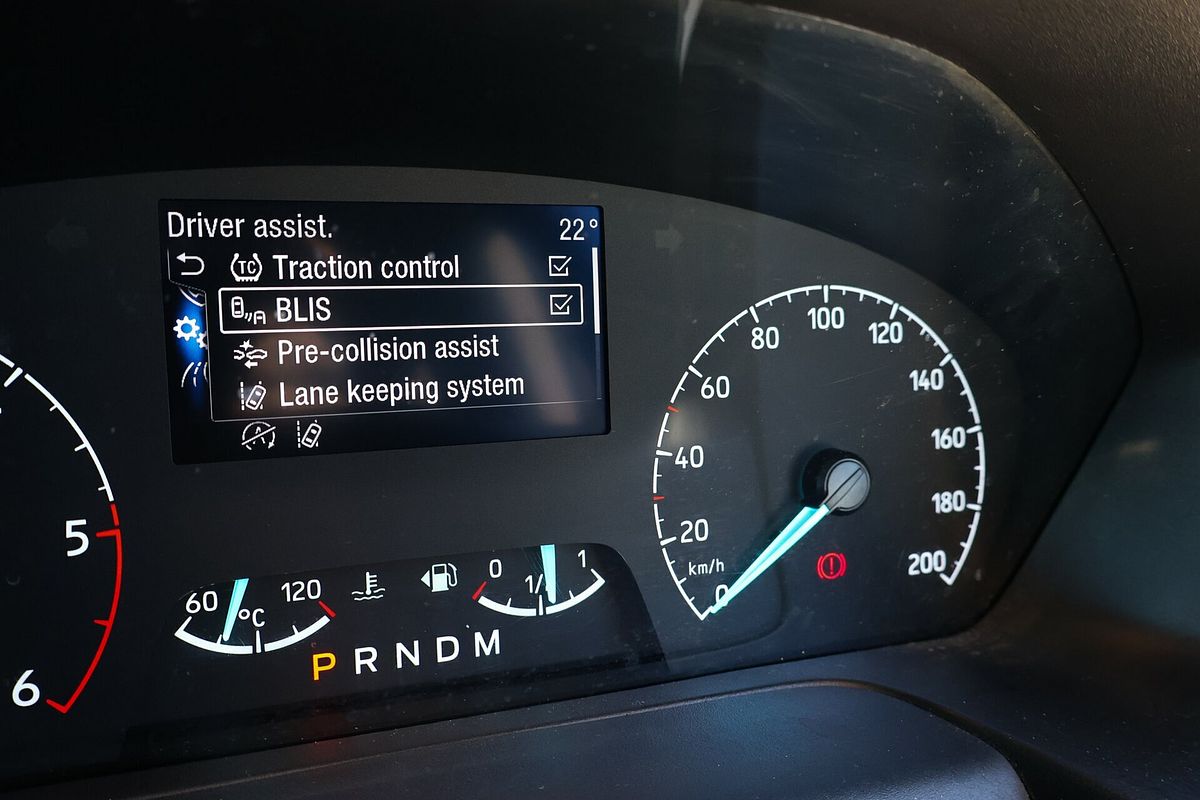 Driver assist. 22°
TC Traction control
A BLIS
Pre-collision assist
Lane keeping system
A
5
6
60 °C 120
0 1/ 1
P R N D M
0 20 40 60 80 100 120 140 160 180 200
km/h